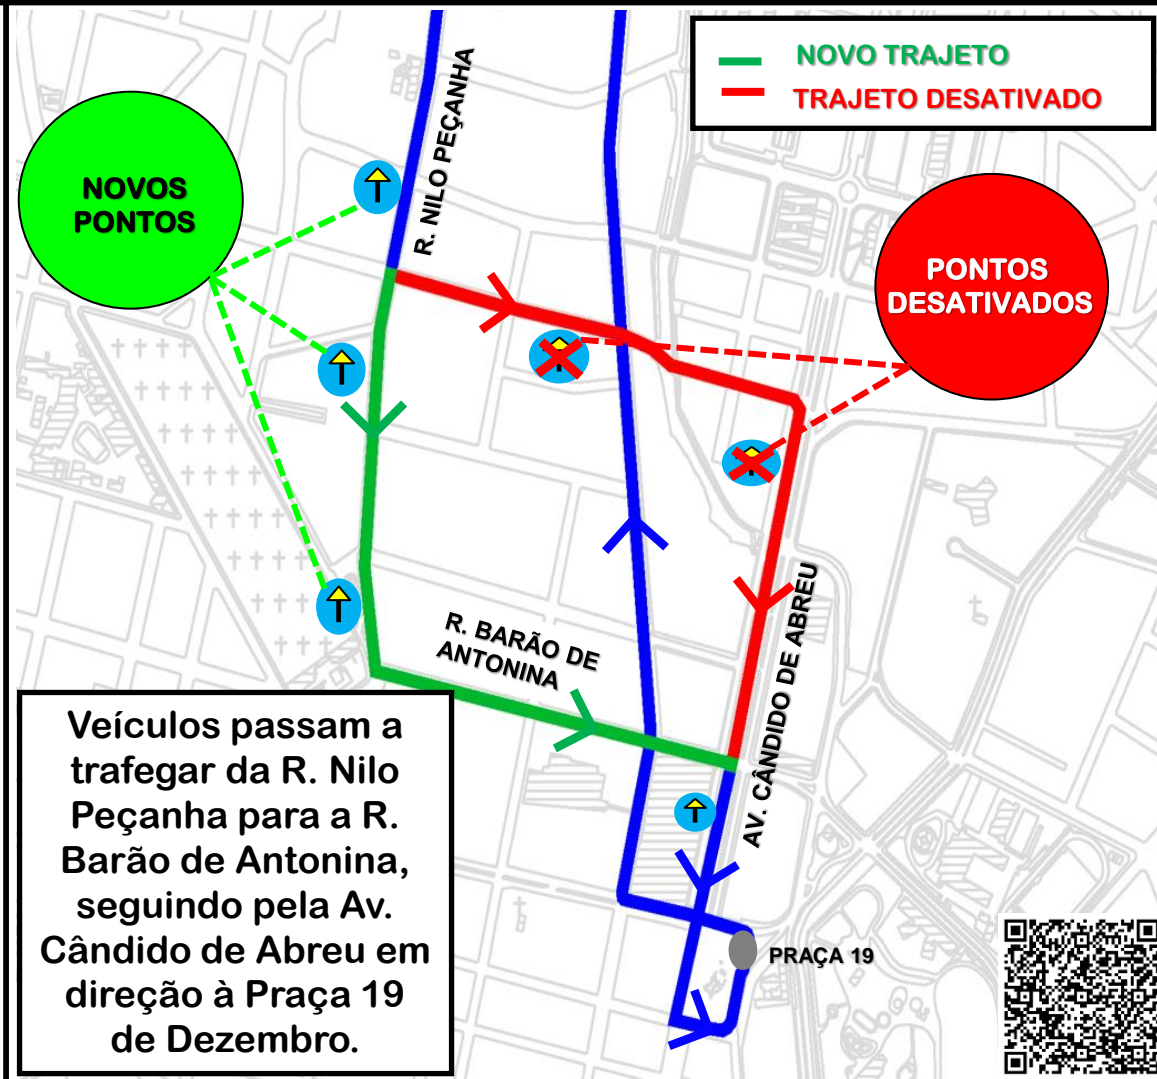 NOVO TRAJETO
TRAJETO DESATIVADO
NOVOS
PONTOS
R. NILO PEÇANHA
PONTOS
DESATIVADOS
R. BARÃO DE
ANTONINA
AV. CÂNDIDO DE ABREU
PRAÇA 19
Veículos passam a
trafegar da R. Nilo
Peçanha para a R.
Barão de Antonina,
seguindo pela Av.
Cândido de Abreu em
direção à Praça 19
de Dezembro.